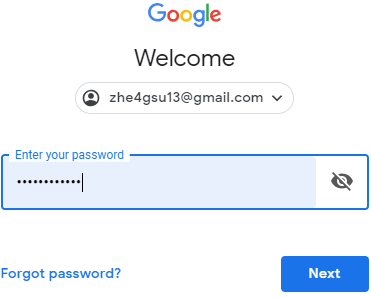 Google
Welcome
zhe4gsu13@gmail.com
Enter your password
••••••••••••
Forgot password?
Next